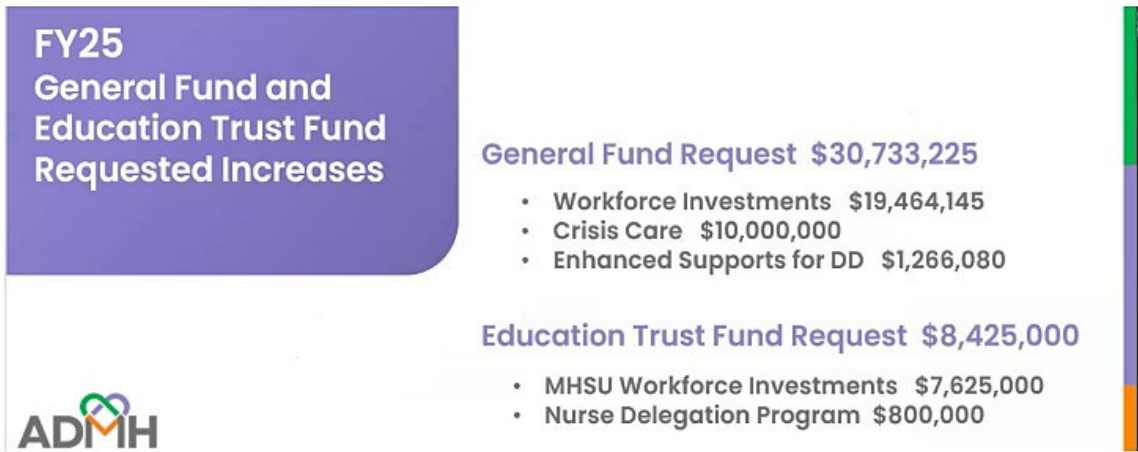 FY25
General Fund and
Education Trust Fund
Requested Increases
General Fund Request $30,733,225
• Workforce Investments $19,464,145
• Crisis Care $10,000,000
• Enhanced Supports for DD $1,266,080
Education Trust Fund Request $8,425,000
• MHSU Workforce Investments $7,625,000
• Nurse Delegation Program $800,000
ADMH